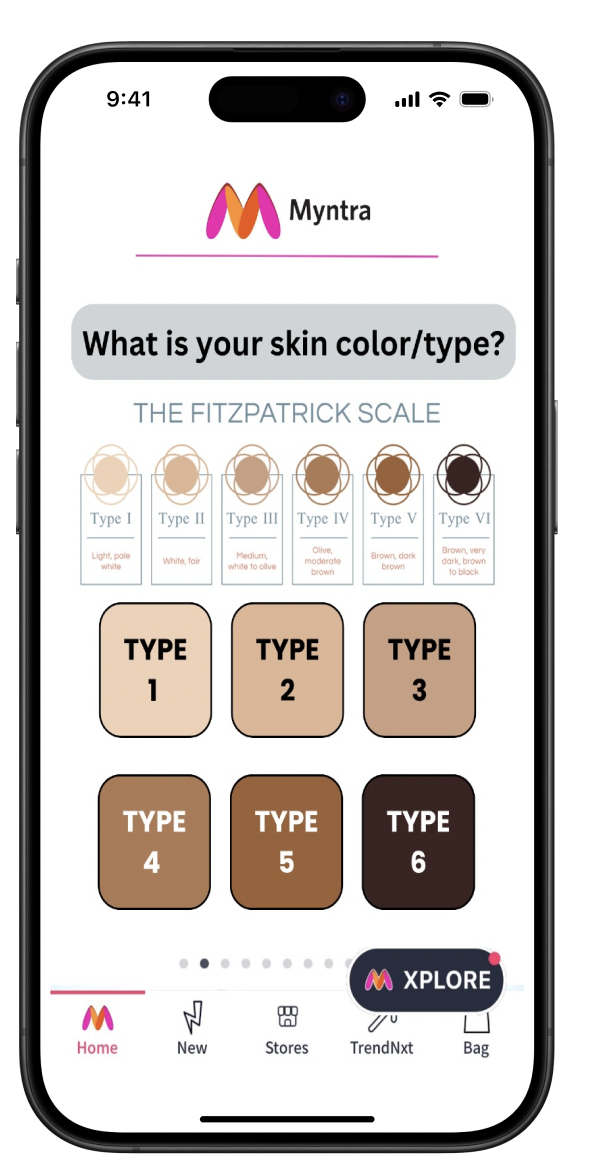 9:41
Myntra
What is your skin color/type?
THE FITZPATRICK SCALE
Type I
Type II
Type III
Type IV
Type V
Type VI
Light, pale
white
White, fair
Medium,
white to olive
Olive,
moderate
brown
Brown, dark
brown
Brown, very
dark, brown
to black
TYPE
1
TYPE
2
TYPE
3
TYPE
4
TYPE
5
TYPE
6
XPLORE
Home
New
Stores
TrendNxt
Bag